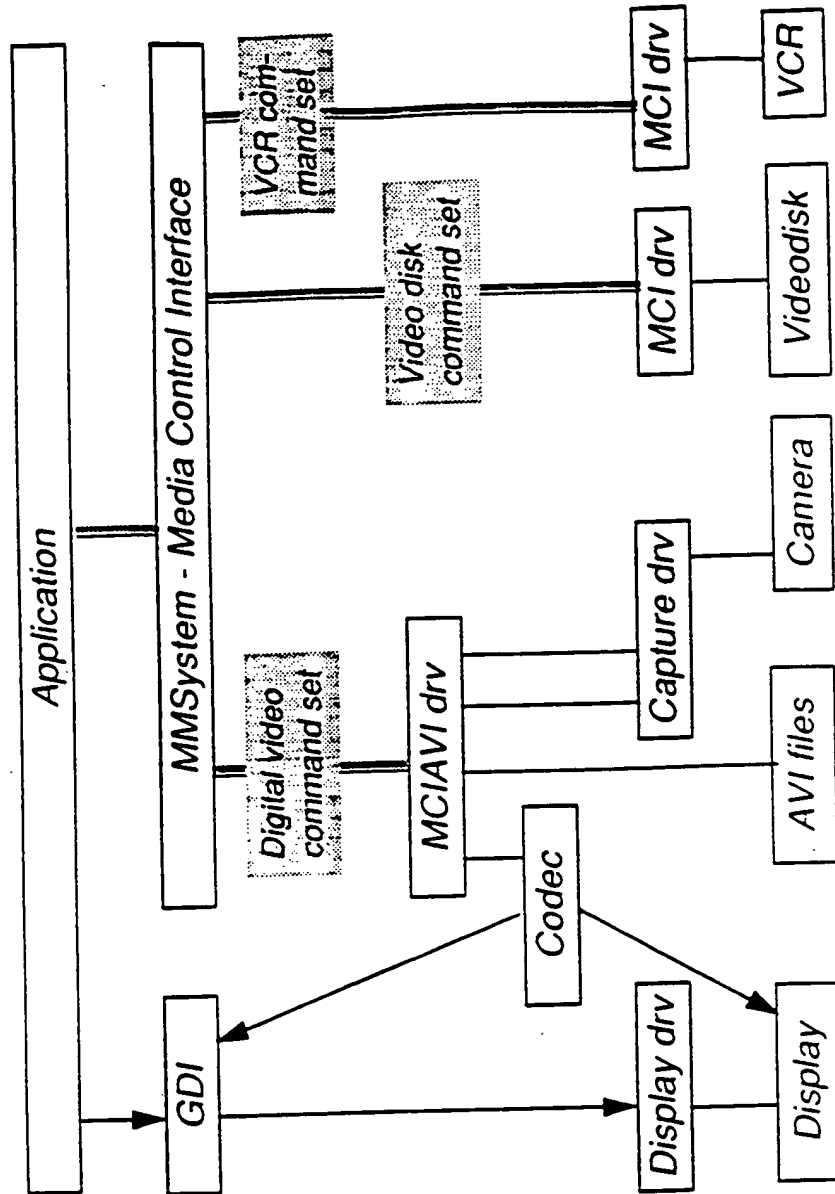 Application
GDI
MMSystem - Media Control Interface
Digital video
command set
VCR com-
mand set
Video disk
command set
MCIAVI drv
Codec
Display drv
Capture drv
MCI drv
MCI drv
Display
AVI files
Camera
Videodisk
VCR